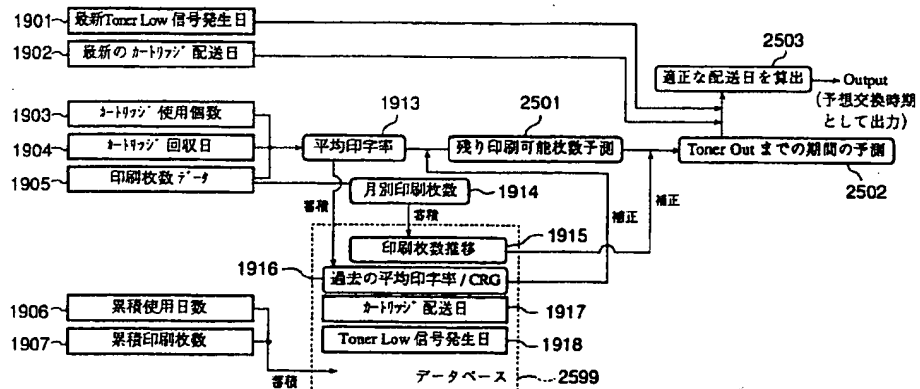 1901 最新Toner Low 信号発生日
1902 最新の カートリッジ 配送日
2503
適正な配送日を算出
Output
(予想交換時期
として出力)
1903 カートリッジ 使用個数
1904 カートリッジ 回収日
1905 印刷枚数 データ
1913
平均印字率
2501
残り印刷可能枚数予測
Toner Out までの期間の予測
2502
月別印刷枚数 1914
蓄積
蓄積
補正
補正
印刷枚数推移 1915
1916 過去の平均印字率 / CRG
カートリッジ 配送日 1917
Toner Low 信号発生日 1918
1906 累積使用日数
1907 累積印刷枚数
蓄積
データベース 2599